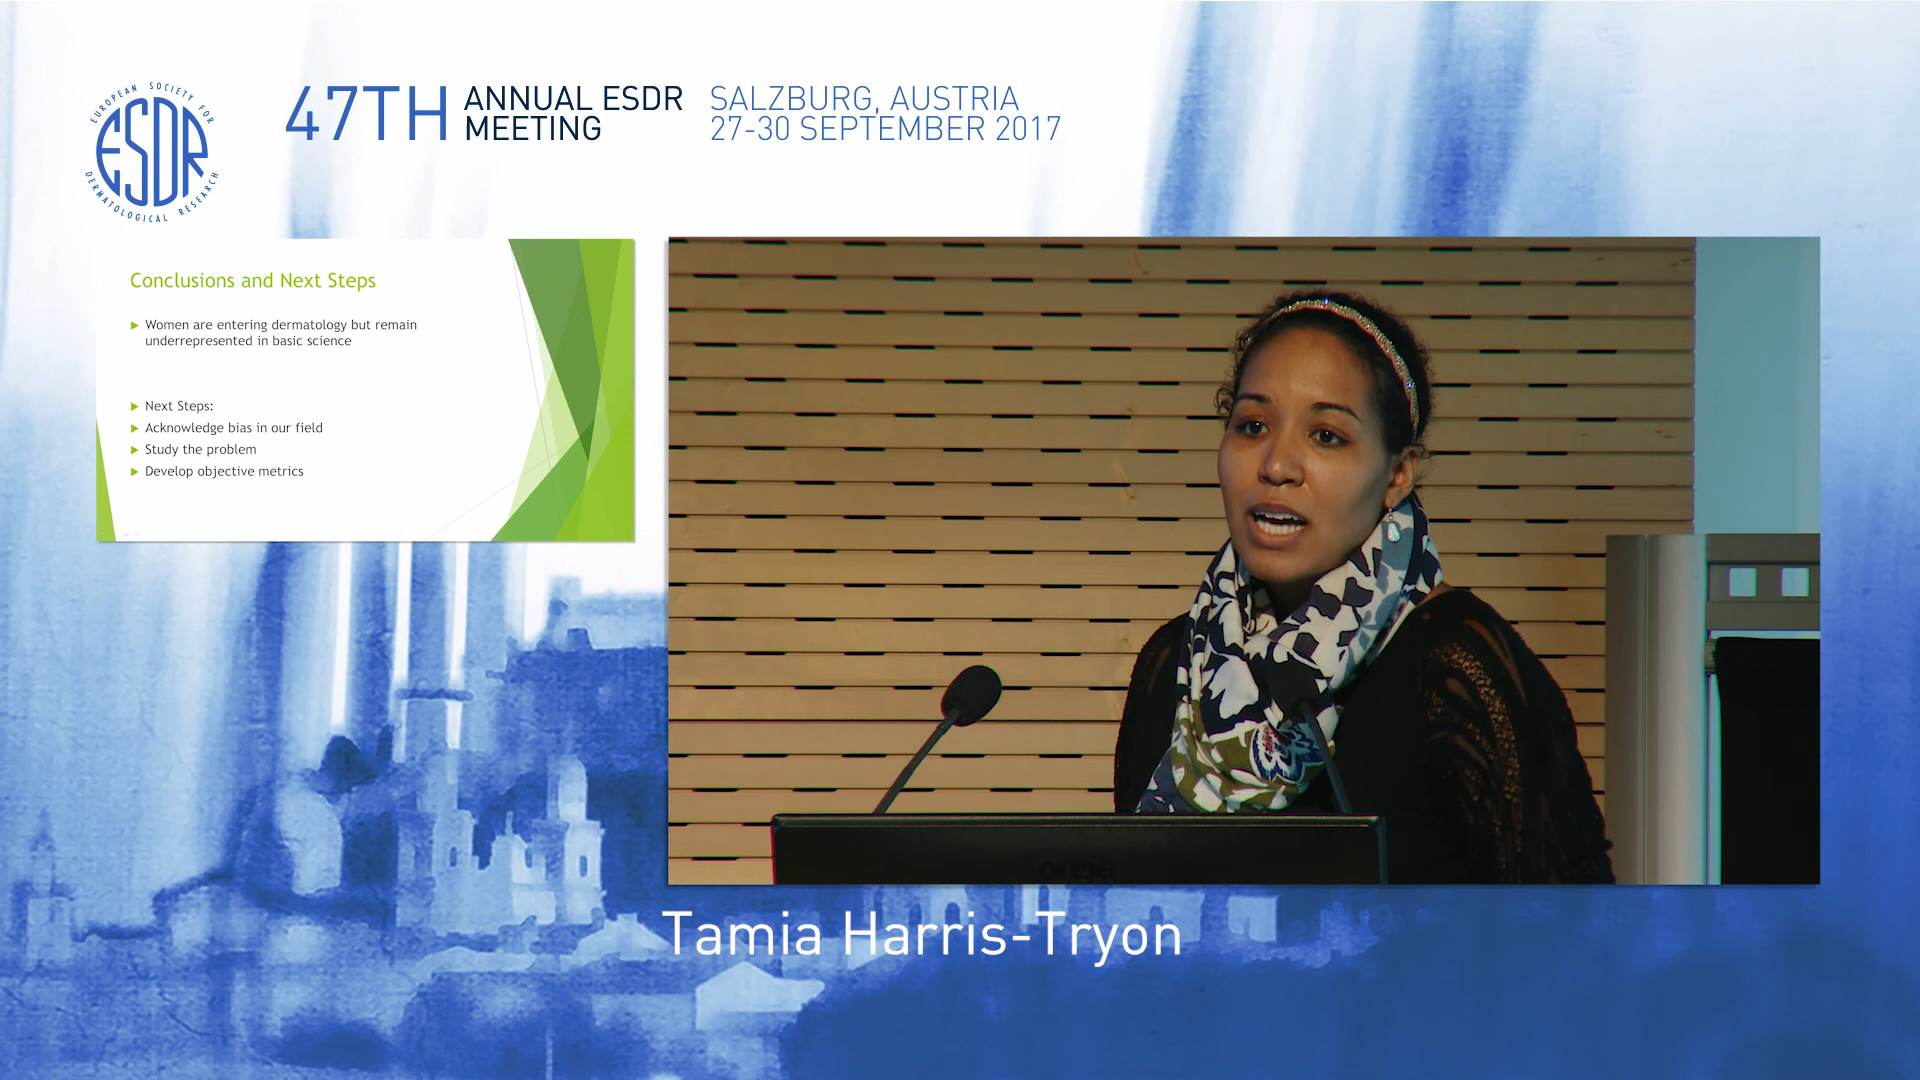 EUROPEAN SOCIETY FOR
ESDR
DERMATOLOGICAL RESEARCH
47TH
ANNUAL ESDR
MEETING
SALZBURG, AUSTRIA
27-30 SEPTEMBER 2017
Conclusions and Next Steps
Women are entering dermatology but remain
underrepresented in basic science
Next Steps:
Acknowledge bias in our field
Study the problem
Develop objective metrics
Tamia Harris-Tryon